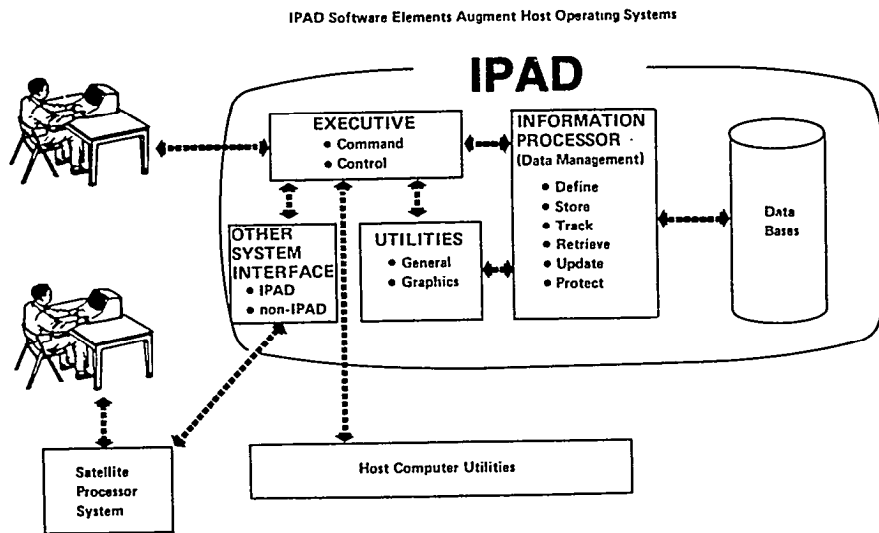 IPAD Software Elements Augment Host Operating Systems
IPAD
EXECUTIVE
• Command
• Control
INFORMATION
PROCESSOR
(Data Management)
• Define
• Store
• Track
• Retrieve
• Update
• Protect
Data
Bases
OTHER
SYSTEM
INTERFACE
• IPAD
• non-IPAD
UTILITIES
• General
• Graphics
Satellite
Processor
System
Host Computer Utilities